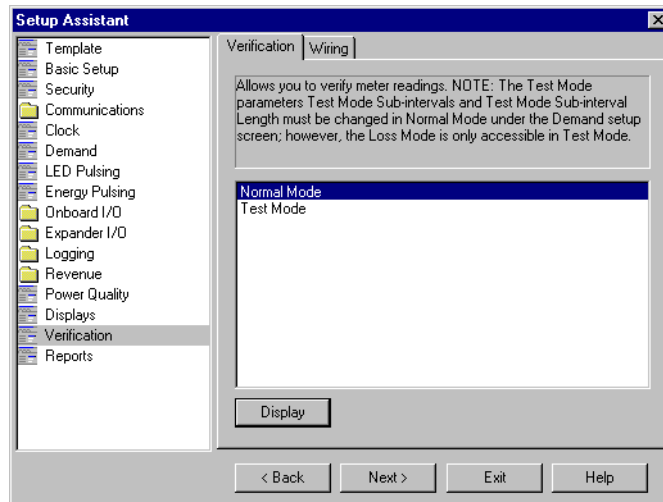 Setup Assistant
Template
Basic Setup
Security
Communications
Clock
Demand
LED Pulsing
Energy Pulsing
Onboard I/O
Expander I/O
Logging
Revenue
Power Quality
Displays
Verification
Reports
Verification
Wiring
Allows you to verify meter readings. NOTE: The Test Mode
parameters Test Mode Sub-intervals and Test Mode Sub-interval
Length must be changed in Normal Mode under the Demand setup
screen; however, the Loss Mode is only accessible in Test Mode.
Normal Mode
Test Mode
Display
< Back
Next >
Exit
Help